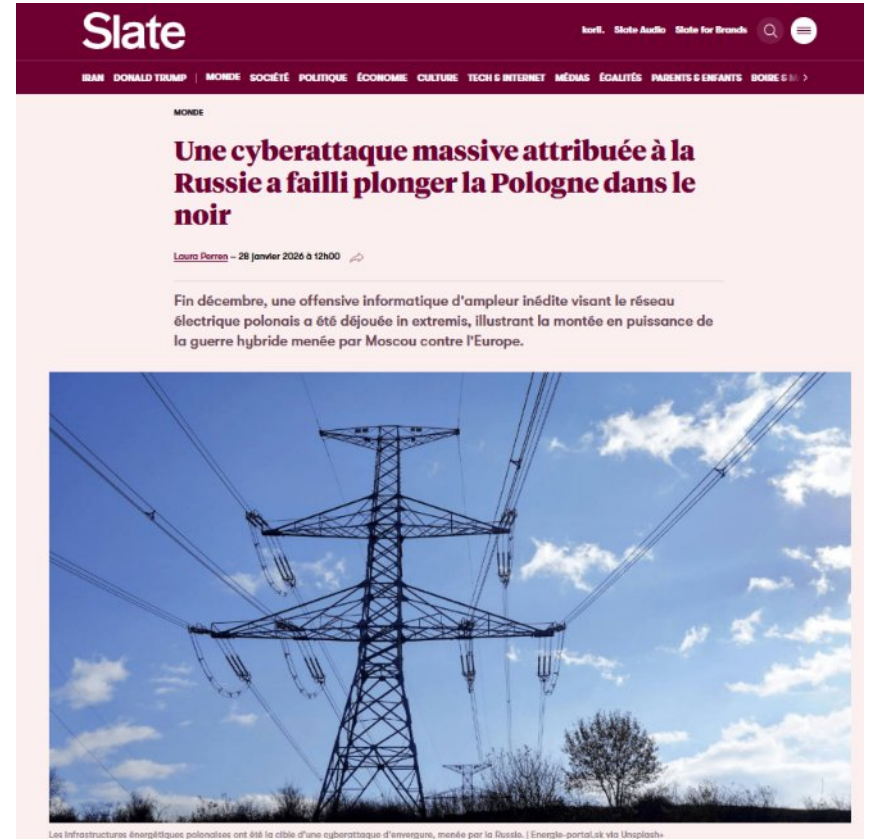 Slate
korii. Slate Audio Slate for Brands
IRAN DONALD TRUMP | MONDE SOCIÉTÉ POLITIQUE ÉCONOMIE CULTURE TECH & INTERNET MÉDIAS ÉGALITÉS PARENTS & ENFANTS BOIRE &
MONDE
Une cyberattaque massive attribuée à la
Russie a failli plonger la Pologne dans le
noir
Laura Perren – 28 janvier 2026 à 12h00
Fin décembre, une offensive informatique d'ampleur inédite visant le réseau
électrique polonais a été déjouée in extremis, illustrant la montée en puissance de
la guerre hybride menée par Moscou contre l'Europe.
Les infrastructures énergétiques polonaises ont été la cible d'une cyberattaque d'envergure, menée par la Russie. | Energie-portal.sk via Unsplash+